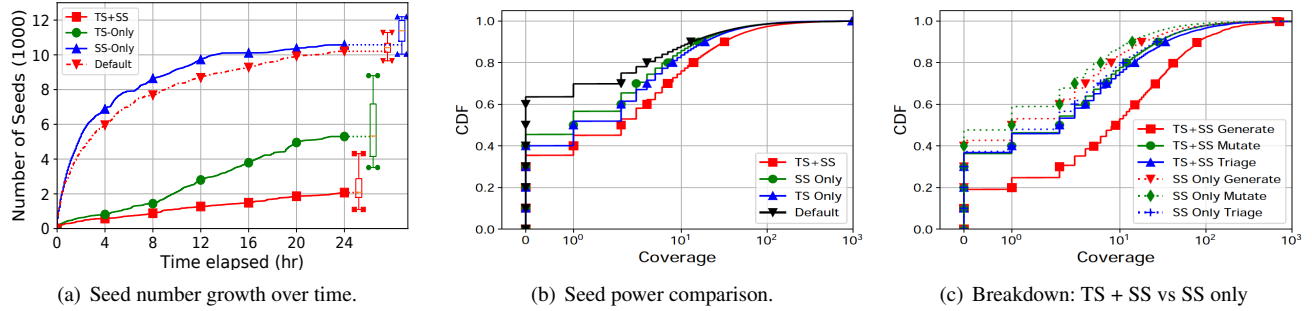 Number of Seeds (1000)
12
10
8
6
4
2
0
TS+SS
TS-Only
SS-Only
Default
0 4 8 12 16 20 24
Time elapsed (hr)
(a) Seed number growth over time.
CDF
1.0
0.8
0.6
0.4
0.2
0.0
TS+SS
SS Only
TS Only
Default
0 10^0 10^1 10^2 10^3
Coverage
(b) Seed power comparison.
CDF
1.0
0.8
0.6
0.4
0.2
0.0
TS+SS Generate
TS+SS Mutate
TS+SS Triage
SS Only Generate
SS Only Mutate
SS Only Triage
0 10^0 10^1 10^2 10^3
Coverage
(c) Breakdown: TS + SS vs SS only